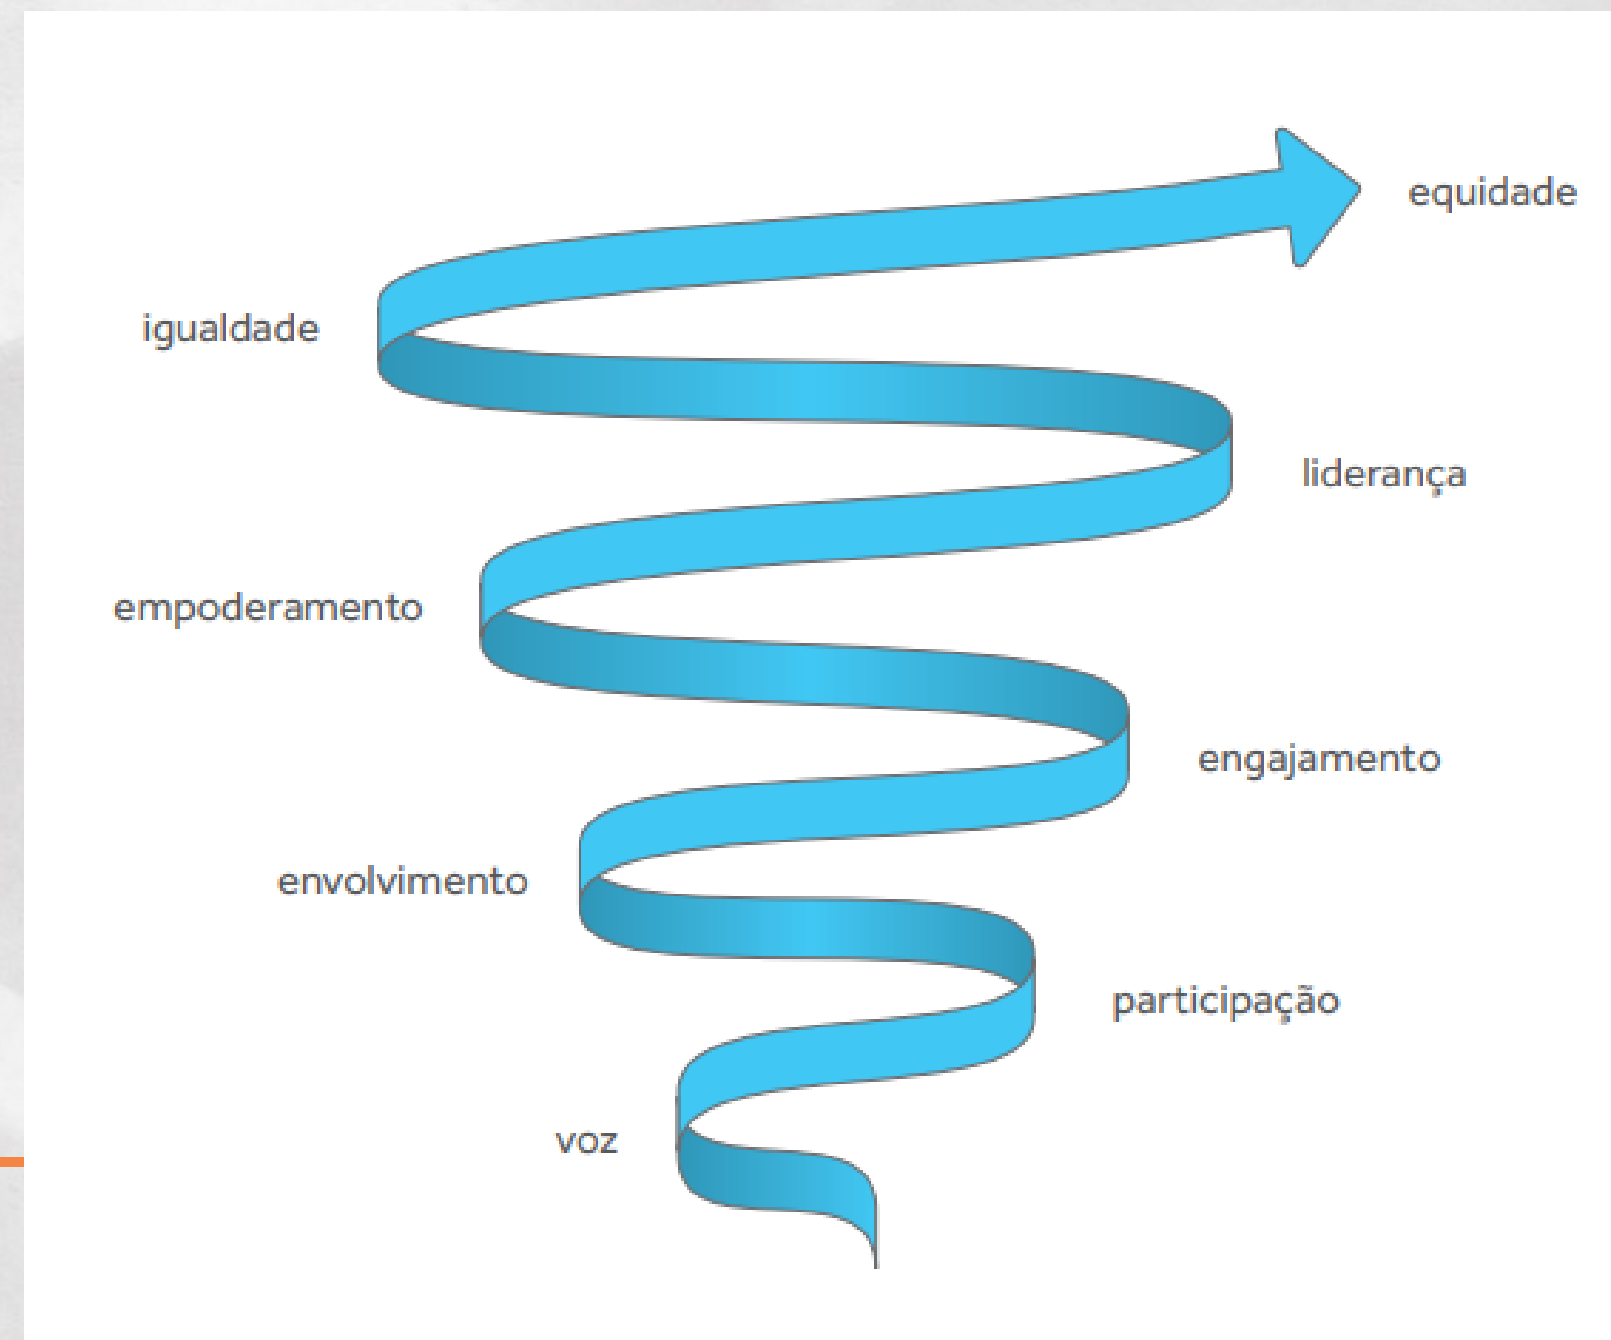 equidade
igualdade
liderança
empoderamento
engajamento
envolvimento
participação
voz